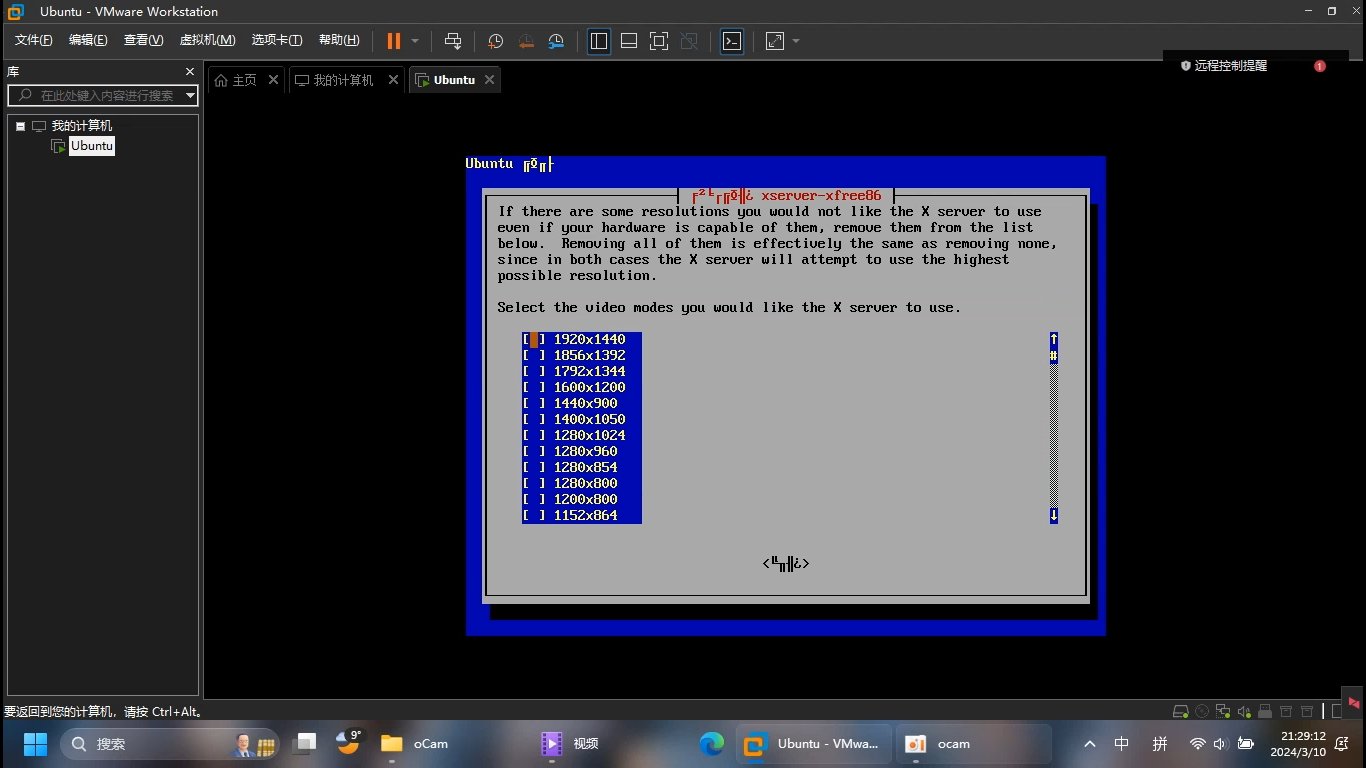 Ubuntu - VMware Workstation
文件(F) 编辑(E) 查看(V) 虚拟机(M) 选项卡(T) 帮助(H)
库
远程控制提醒 1
在此处键入内容进行搜索
主页 我的计算机 Ubuntu
我的计算机
Ubuntu
Ubuntu
xserver-xfree86
If there are some resolutions you would not like the X server to use
even if your hardware is capable of them, remove them from the list
below. Removing all of them is effectively the same as removing none,
since in both cases the X server will attempt to use the highest
possible resolution.
Select the video modes you would like the X server to use.
[ ] 1920x1440
[ ] 1856x1392
[ ] 1792x1344
[ ] 1600x1200
[ ] 1440x900
[ ] 1400x1050
[ ] 1280x1024
[ ] 1280x960
[ ] 1280x854
[ ] 1280x800
[ ] 1200x800
[ ] 1152x864
要返回到您的计算机，请按 Ctrl+Alt。
搜索 9° oCam 视频 Ubuntu - VMwa... ocam 中 拼 21:29:12
2024/3/10